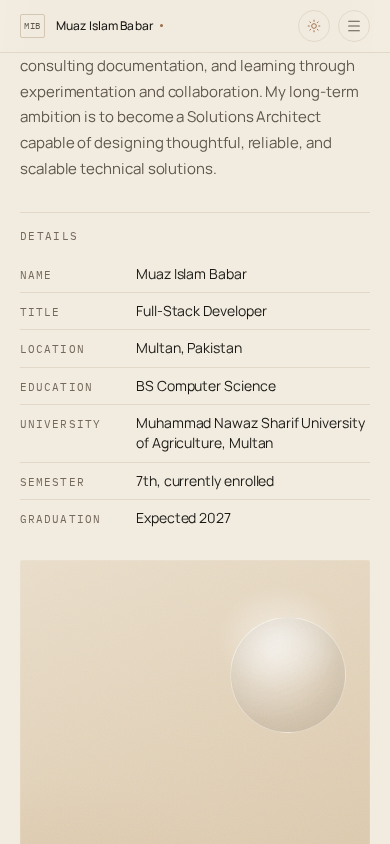 MIB Muaz Islam Babar
consulting documentation, and learning through
experimentation and collaboration. My long-term
ambition is to become a Solutions Architect
capable of designing thoughtful, reliable, and
scalable technical solutions.
DETAILS
NAME Muaz Islam Babar
TITLE Full-Stack Developer
LOCATION Multan, Pakistan
EDUCATION BS Computer Science
UNIVERSITY Muhammad Nawaz Sharif University
of Agriculture, Multan
SEMESTER 7th, currently enrolled
GRADUATION Expected 2027